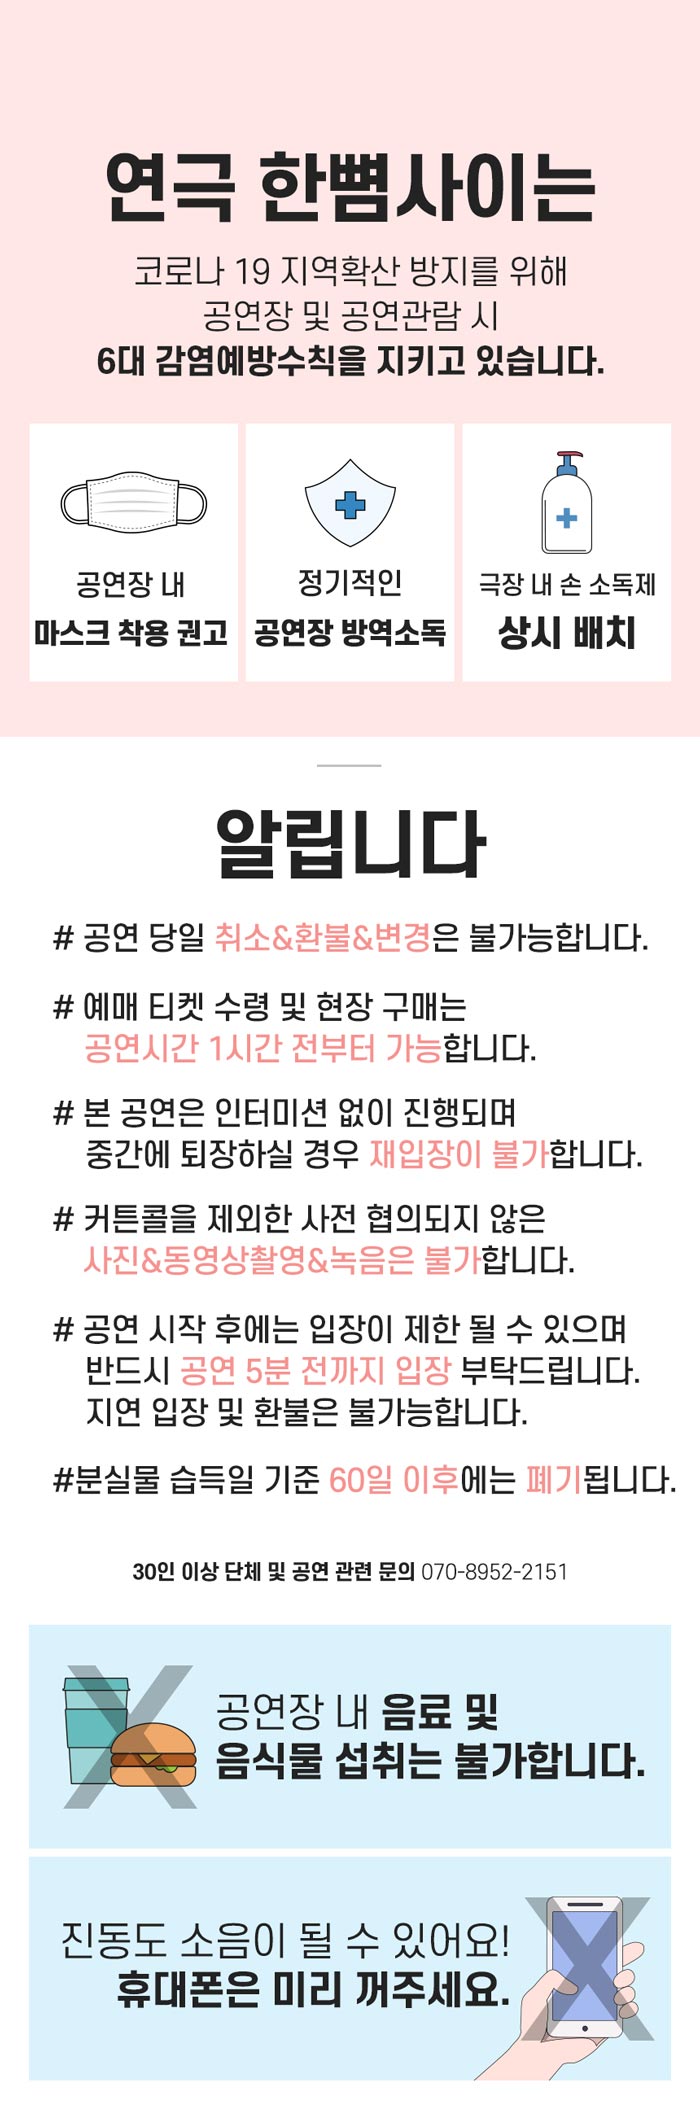 연극 한뼘사이는
코로나 19 지역확산 방지를 위해
공연장 및 공연관람 시
6대 감염예방수칙을 지키고 있습니다.
공연장 내
마스크 착용 권고
정기적인
공연장 방역소독
극장 내 손 소독제
상시 배치
알립니다
# 공연 당일 취소&환불&변경은 불가능합니다.
# 예매 티켓 수령 및 현장 구매는
공연시간 1시간 전부터 가능합니다.
# 본 공연은 인터미션 없이 진행되며
중간에 퇴장하실 경우 재입장이 불가합니다.
# 커튼콜을 제외한 사전 협의되지 않은
사진&동영상촬영&녹음은 불가합니다.
# 공연 시작 후에는 입장이 제한 될 수 있으며
반드시 공연 5분 전까지 입장 부탁드립니다.
지연 입장 및 환불은 불가능합니다.
#분실물 습득일 기준 60일 이후에는 폐기됩니다.
30인 이상 단체 및 공연 관련 문의 070-8952-2151
공연장 내 음료 및
음식물 섭취는 불가합니다.
진동도 소음이 될 수 있어요!
휴대폰은 미리 꺼주세요.